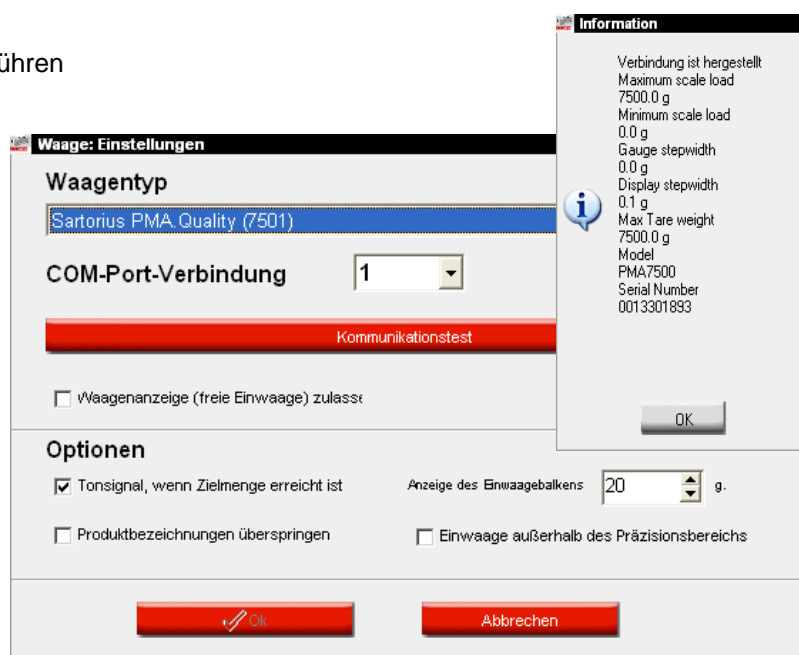 ühren
Information
Verbindung ist hergestellt
Maximum scale load
7500.0 g
Minimum scale load
0.0 g
Gauge stepwidth
0.0 g
Display stepwidth
0.1 g
Max Tare weight
7500.0 g
Model
PMA7500
Serial Number
0013301893
OK
Waage: Einstellungen
Waagentyp
Sartorius PMA.Quality (7501)
COM-Port-Verbindung 1
Kommunikationstest
Waagenanzeige (freie Einwaage) zulasse
Optionen
Tonsignal, wenn Zielmenge erreicht ist Anzeige des Einwaagebalkens 20 g.
Produktbezeichnungen überspringen Einwaage außerhalb des Präzisionsbereichs
Ok Abbrechen